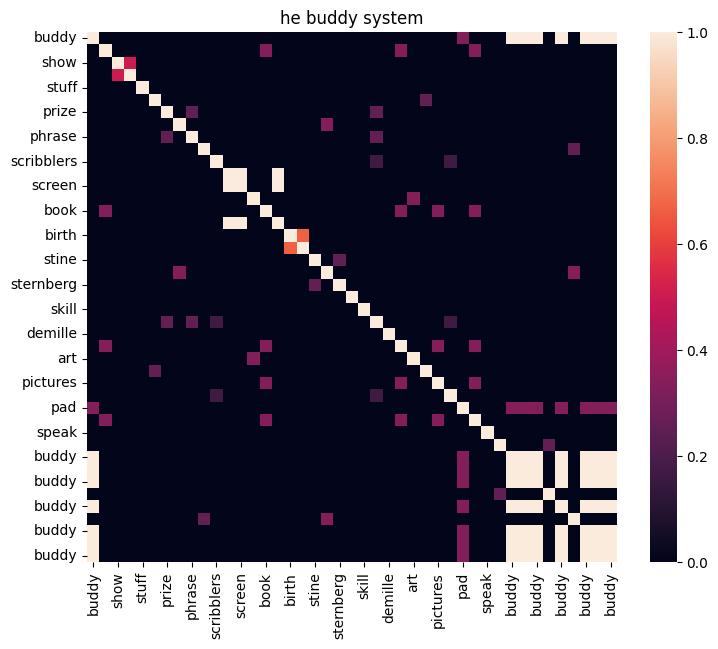 he buddy system
buddy
show
stuff
prize
phrase
scribblers
screen
book
birth
stine
sternberg
skill
demille
art
pictures
pad
speak
buddy
buddy
buddy
buddy
buddy
1.0
0.8
0.6
0.4
0.2
0.0
buddy
show
stuff
prize
phrase
scribblers
screen
book
birth
stine
sternberg
skill
demille
art
pictures
pad
speak
buddy
buddy
buddy
buddy
buddy